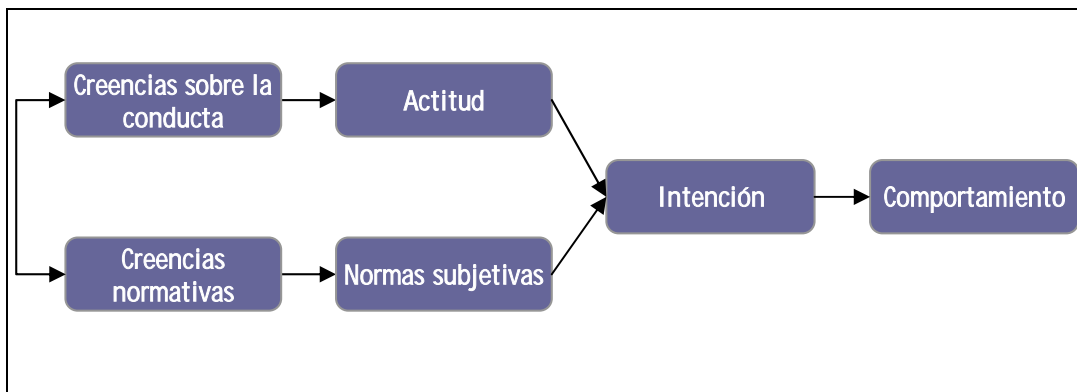 Creencias sobre la
conducta
Actitud
Intención
Comportamiento
Creencias
normativas
Normas subjetivas